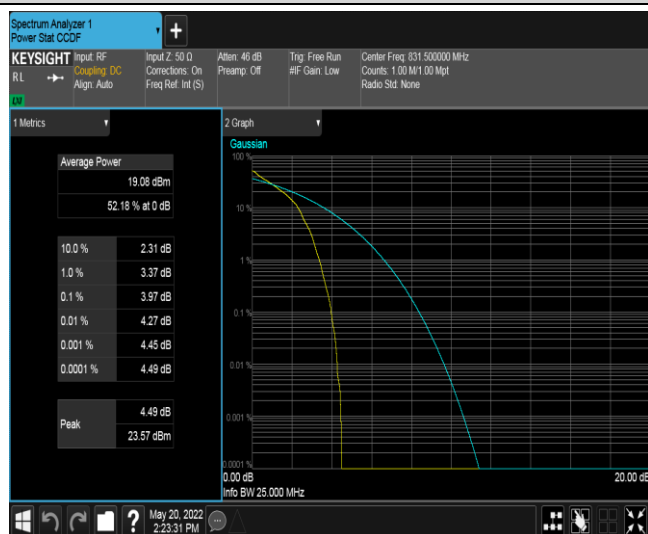 Spectrum Analyzer 1
Power Stat CCDF
+
KEYSIGHT
RL
LXI
Input: RF
Coupling: DC
Align: Auto
Input Z: 50 Ω
Corrections: On
Freq Ref: Int (S)
Atten: 46 dB
Preamp: Off
Trig: Free Run
#IF Gain: Low
Center Freq: 831.500000 MHz
Counts: 1.00 M/1.00 Mpt
Radio Std: None
1 Metrics
Average Power
19.08 dBm
52.18 % at 0 dB
10.0 % 2.31 dB
1.0 % 3.37 dB
0.1 % 3.97 dB
0.01 % 4.27 dB
0.001 % 4.45 dB
0.0001 % 4.49 dB
Peak
4.49 dB
23.57 dBm
2 Graph
Gaussian
100 %
10 %
1 %
0.1 %
0.01 %
0.001 %
0.0001 %
0.00 dB
20.00 dB
Info BW 25.000 MHz
?
May 20, 2022
2:23:31 PM